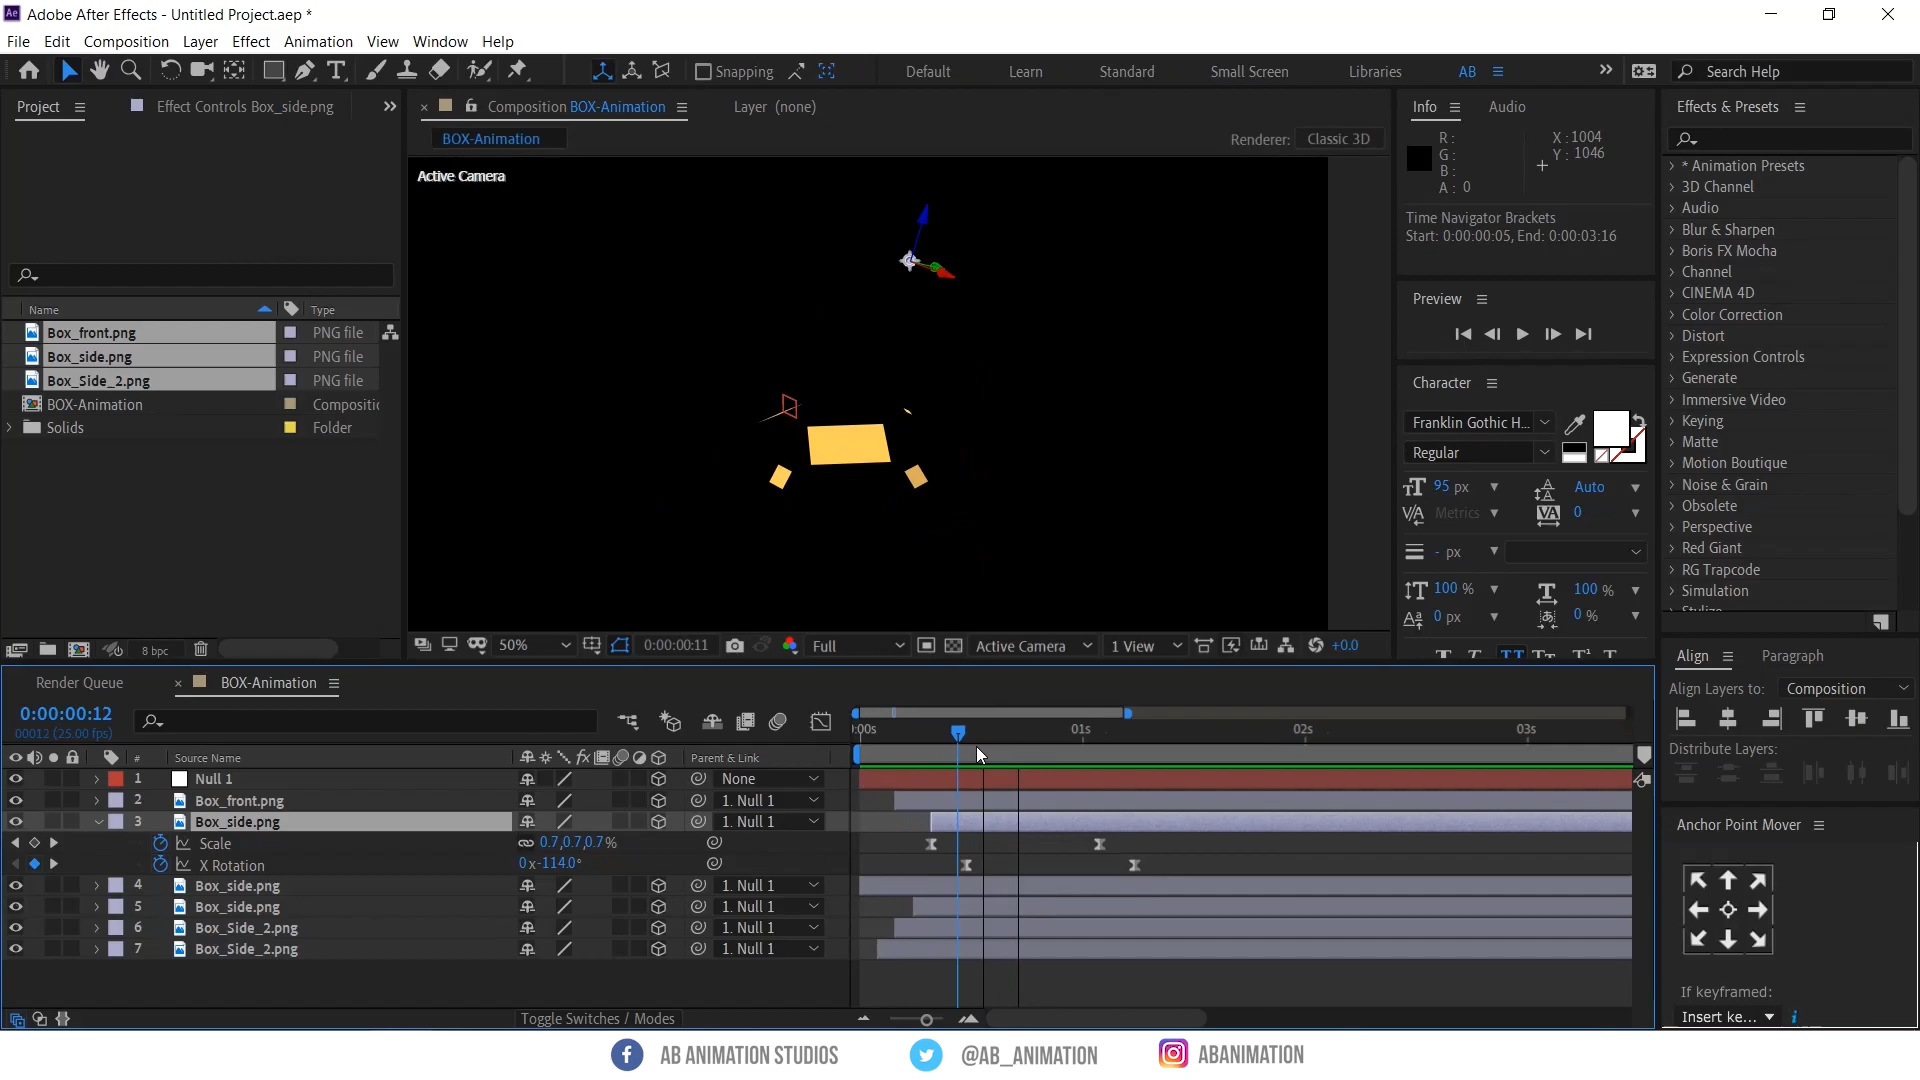 Adobe After Effects - Untitled Project.aep *
File Edit Composition Layer Effect Animation View Window Help
Snapping Default Learn Standard Small Screen Libraries AB Search Help
Project Effect Controls Box_side.png
Composition BOX-Animation Layer (none)
BOX-Animation
Renderer: Classic 3D
Active Camera
Info Audio
R :
G :
B :
A : 0
X : 1004
Y : 1046
Time Navigator Brackets
Start: 0:00:00:05, End: 0:00:03:16
Preview
Character
Franklin Gothic H...
Regular
95 px Auto
Metrics 0
- px
100 % 100 %
0 px 0 %
Effects & Presets
* Animation Presets
3D Channel
Audio
Blur & Sharpen
Boris FX Mocha
Channel
CINEMA 4D
Color Correction
Distort
Expression Controls
Generate
Immersive Video
Keying
Matte
Motion Boutique
Noise & Grain
Obsolete
Perspective
Red Giant
RG Trapcode
Simulation
Name Type
Box_front.png PNG file
Box_side.png PNG file
Box_Side_2.png PNG file
BOX-Animation Compositic
Solids Folder
8 bpc
50% 0:00:00:11 Full Active Camera 1 View +0.0
Render Queue BOX-Animation
0:00:00:12
00012 (25.00 fps)
# Source Name Parent & Link
:00s 01s 02s 03s
1 Null 1 None
2 Box_front.png 1. Null 1
3 Box_side.png 1. Null 1
Scale 0.7,0.7,0.7%
X Rotation 0x-114.0°
4 Box_side.png 1. Null 1
5 Box_side.png 1. Null 1
6 Box_Side_2.png 1. Null 1
7 Box_Side_2.png 1. Null 1
Toggle Switches / Modes
Align Paragraph
Align Layers to: Composition
Distribute Layers:
Anchor Point Mover
If keyframed:
Insert ke...
AB ANIMATION STUDIOS @AB_ANIMATION ABANIMATION